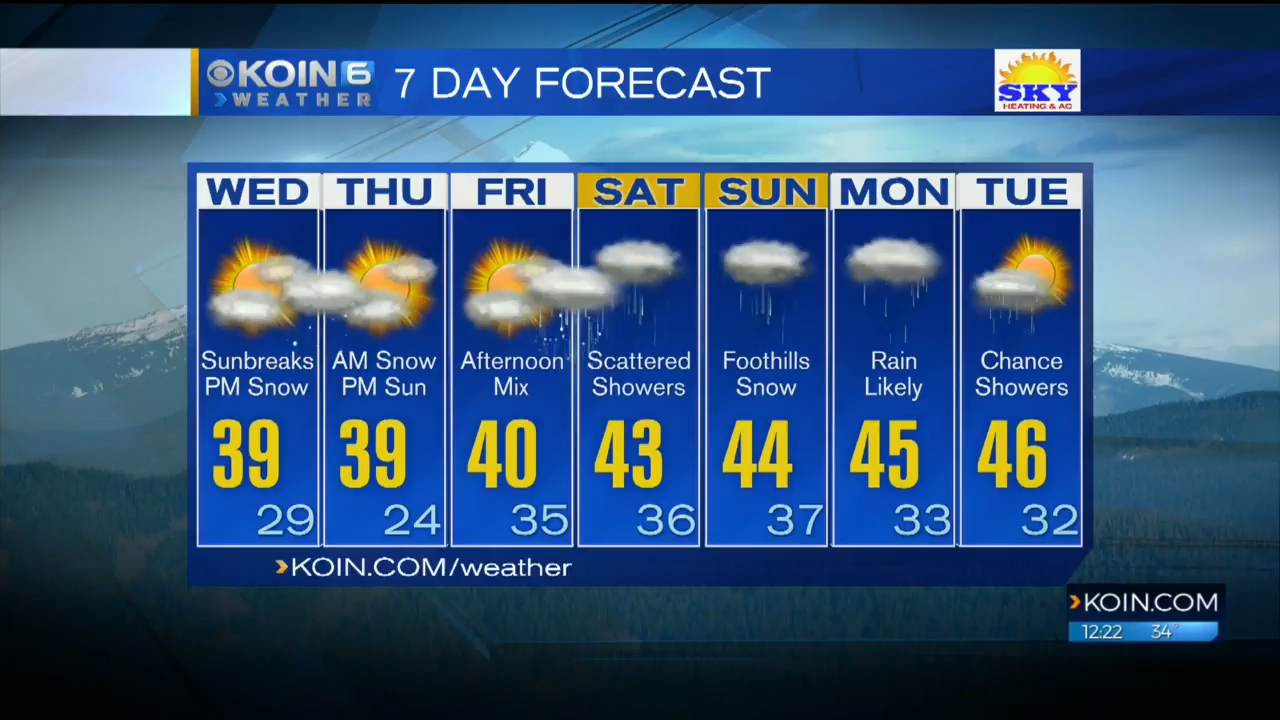 KOIN 6
WEATHER
7 DAY FORECAST
SKY
HEATING & AC
WED THU FRI SAT SUN MON TUE
Sunbreaks AM Snow Afternoon Scattered Foothills Rain Chance
PM Snow PM Sun Mix Showers Snow Likely Showers
39 39 40 43 44 45 46
29 24 35 36 37 33 32
KOIN.COM/weather
KOIN.COM
12:22 34°